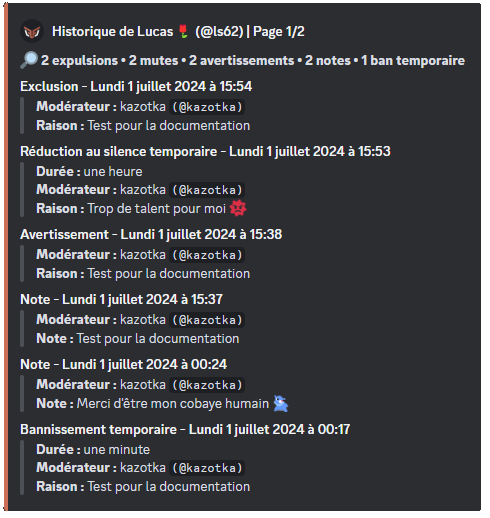 Historique de Lucas 🌹 (@ls62) | Page 1/2
🔎 2 expulsions • 2 mutes • 2 avertissements • 2 notes • 1 ban temporaire
Exclusion - Lundi 1 juillet 2024 à 15:54
Modérateur : kazotka (@kazotka)
Raison : Test pour la documentation
Réduction au silence temporaire - Lundi 1 juillet 2024 à 15:53
Durée : une heure
Modérateur : kazotka (@kazotka)
Raison : Trop de talent pour moi
Avertissement - Lundi 1 juillet 2024 à 15:38
Modérateur : kazotka (@kazotka)
Raison : Test pour la documentation
Note - Lundi 1 juillet 2024 à 15:37
Modérateur : kazotka (@kazotka)
Note : Test pour la documentation
Note - Lundi 1 juillet 2024 à 00:24
Modérateur : kazotka (@kazotka)
Note : Merci d'être mon cobaye humain
Bannissement temporaire - Lundi 1 juillet 2024 à 00:17
Durée : une minute
Modérateur : kazotka (@kazotka)
Raison : Test pour la documentation